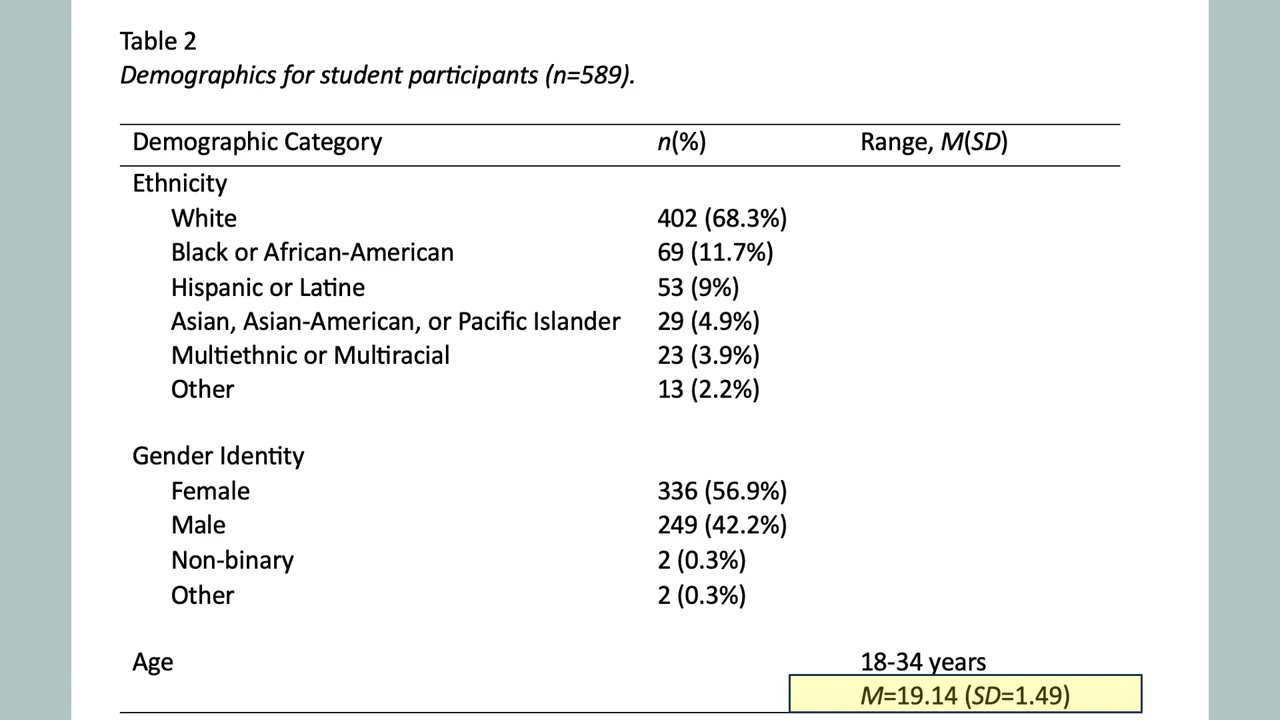 Table 2
Demographics for student participants (n=589).
Demographic Category n(%) Range, M(SD)
Ethnicity
White 402 (68.3%)
Black or African-American 69 (11.7%)
Hispanic or Latine 53 (9%)
Asian, Asian-American, or Pacific Islander 29 (4.9%)
Multiethnic or Multiracial 23 (3.9%)
Other 13 (2.2%)
Gender Identity
Female 336 (56.9%)
Male 249 (42.2%)
Non-binary 2 (0.3%)
Other 2 (0.3%)
Age 18-34 years
M=19.14 (SD=1.49)